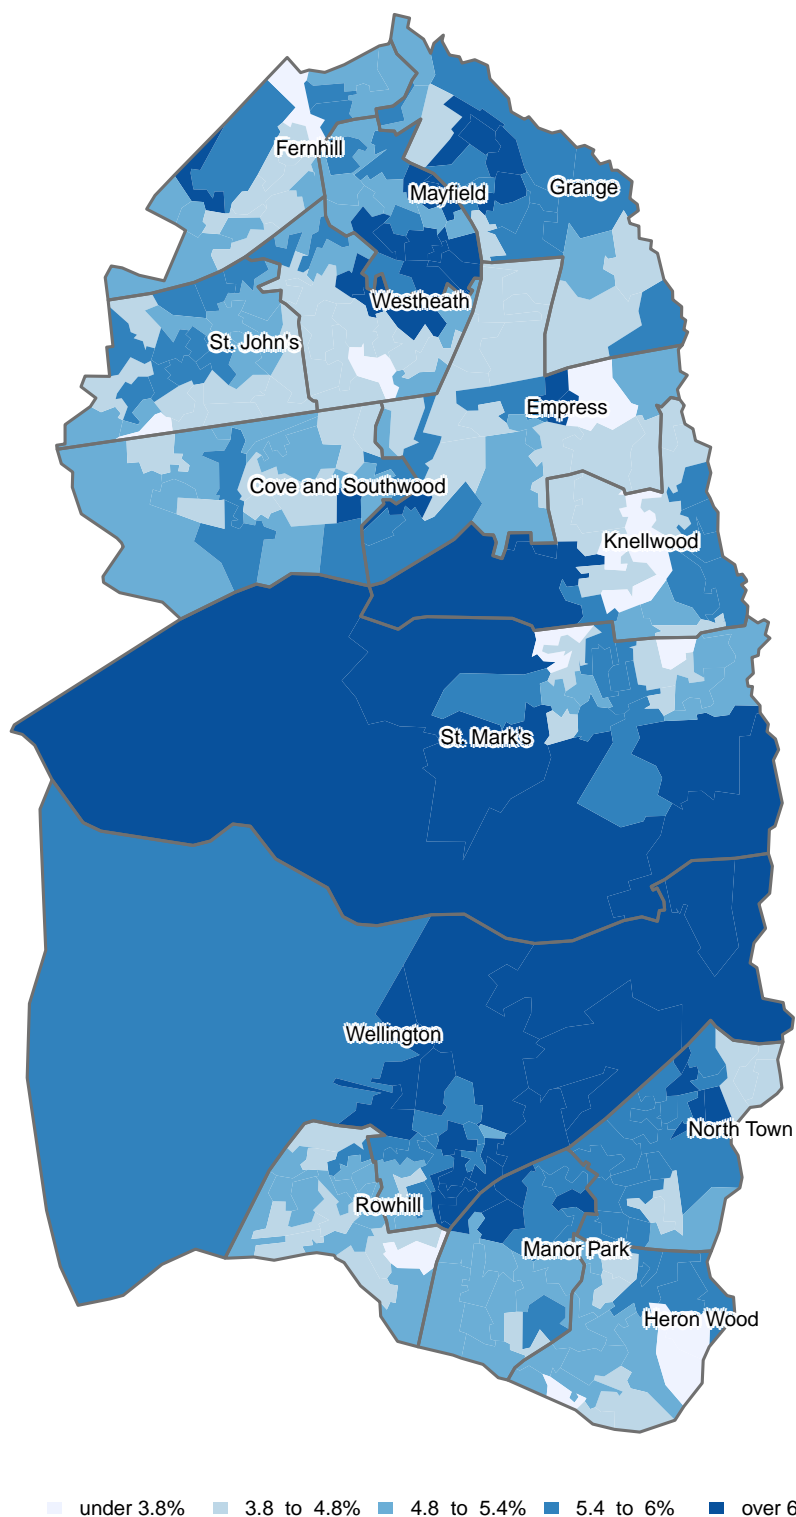 Fernhill
Mayfield
Grange
Westheath
St. John's
Empress
Cove and Southwood
Knellwood
St. Mark's
Wellington
North Town
Rowhill
Manor Park
Heron Wood
under 3.8% 3.8 to 4.8% 4.8 to 5.4% 5.4 to 6% over 6